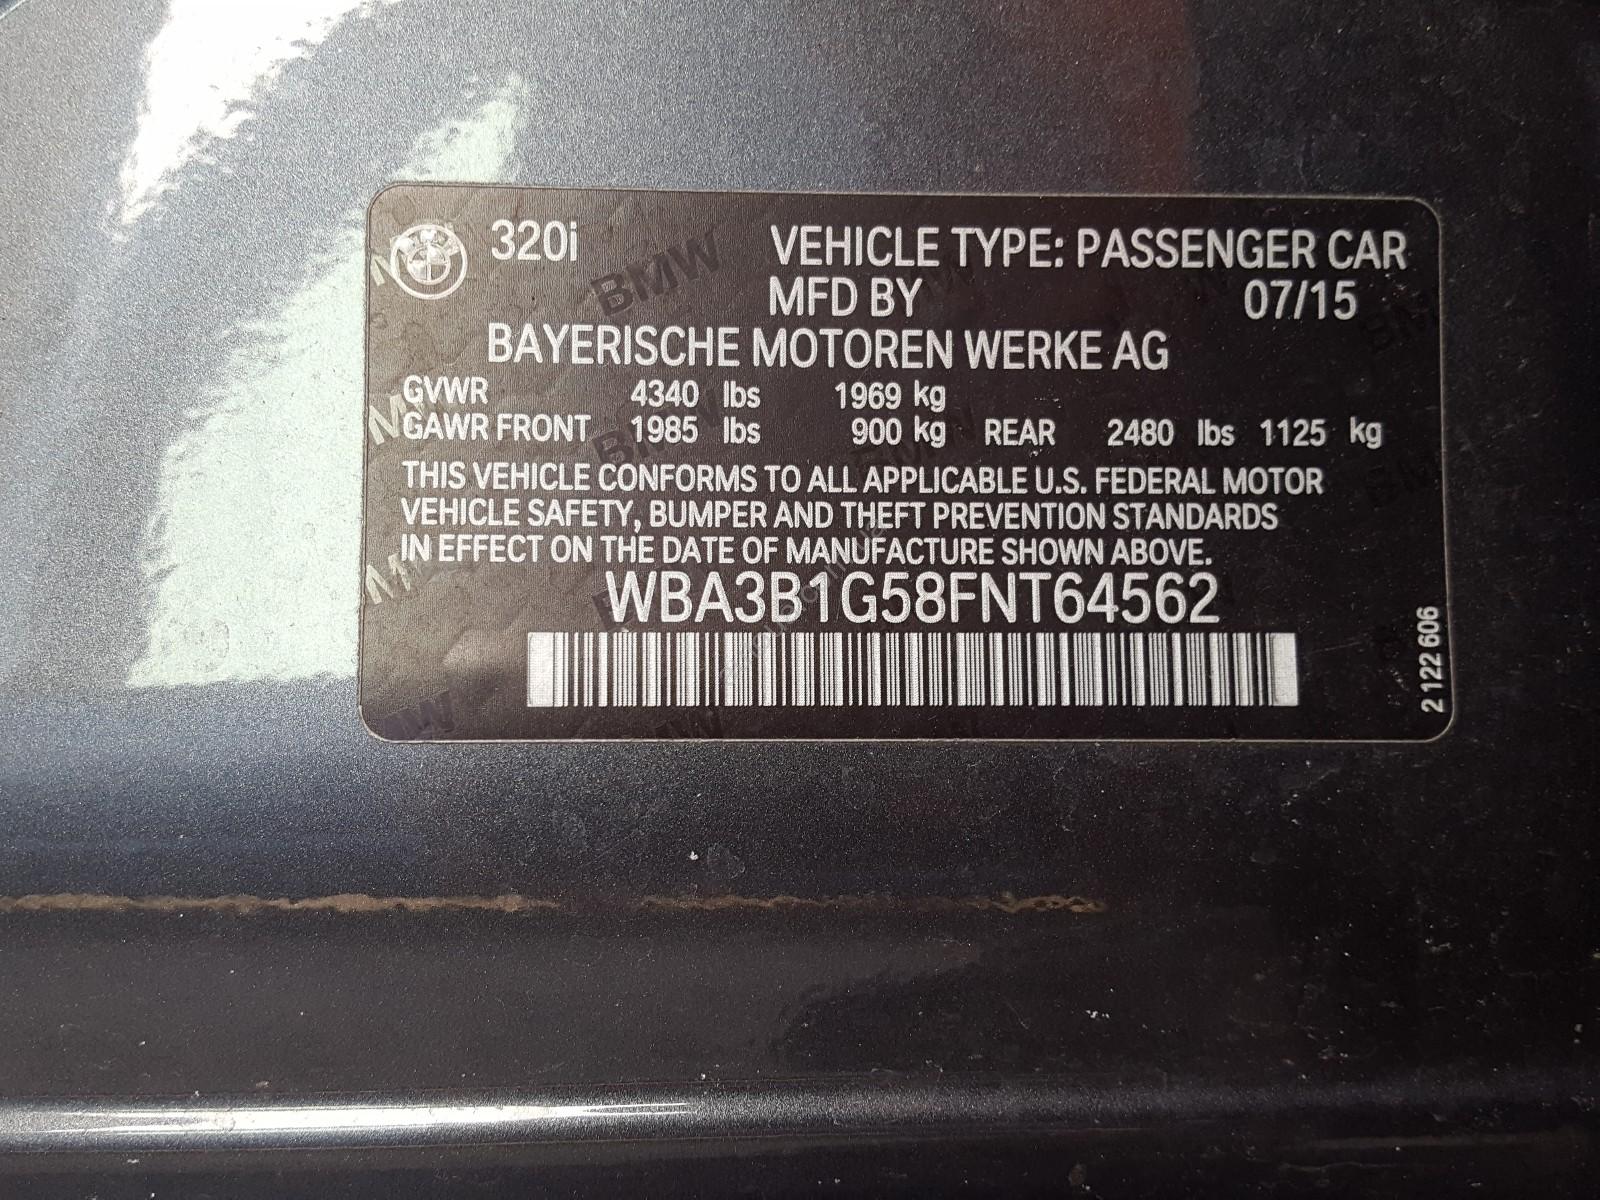 320i VEHICLE TYPE: PASSENGER CAR
MFD BY 07/15
BAYERISCHE MOTOREN WERKE AG
GVWR 4340 lbs 1969 kg
GAWR FRONT 1985 lbs 900 kg REAR 2480 lbs 1125 kg
THIS VEHICLE CONFORMS TO ALL APPLICABLE U.S. FEDERAL MOTOR
VEHICLE SAFETY, BUMPER AND THEFT PREVENTION STANDARDS
IN EFFECT ON THE DATE OF MANUFACTURE SHOWN ABOVE.
WBA3B1G58FNT64562
2 122 606
BMW